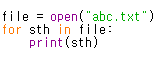 file = open("abc.txt")
for sth in file:
    print(sth)